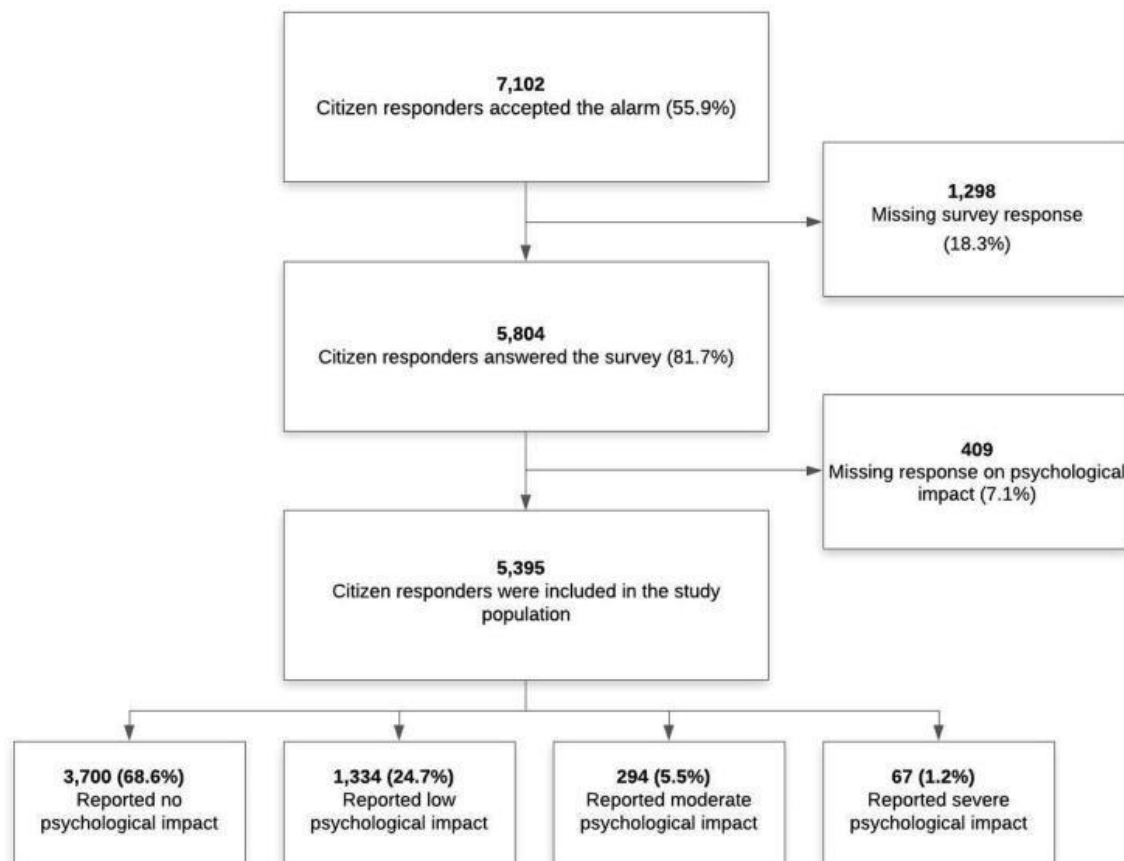 7,102
Citizen responders accepted the alarm (55.9%)
1,298
Missing survey response
(18.3%)
5,804
Citizen responders answered the survey (81.7%)
409
Missing response on psychological
impact (7.1%)
5,395
Citizen responders were included in the study
population
3,700 (68.6%)
Reported no
psychological impact
1,334 (24.7%)
Reported low
psychological impact
294 (5.5%)
Reported moderate
psychological impact
67 (1.2%)
Reported severe
psychological impact